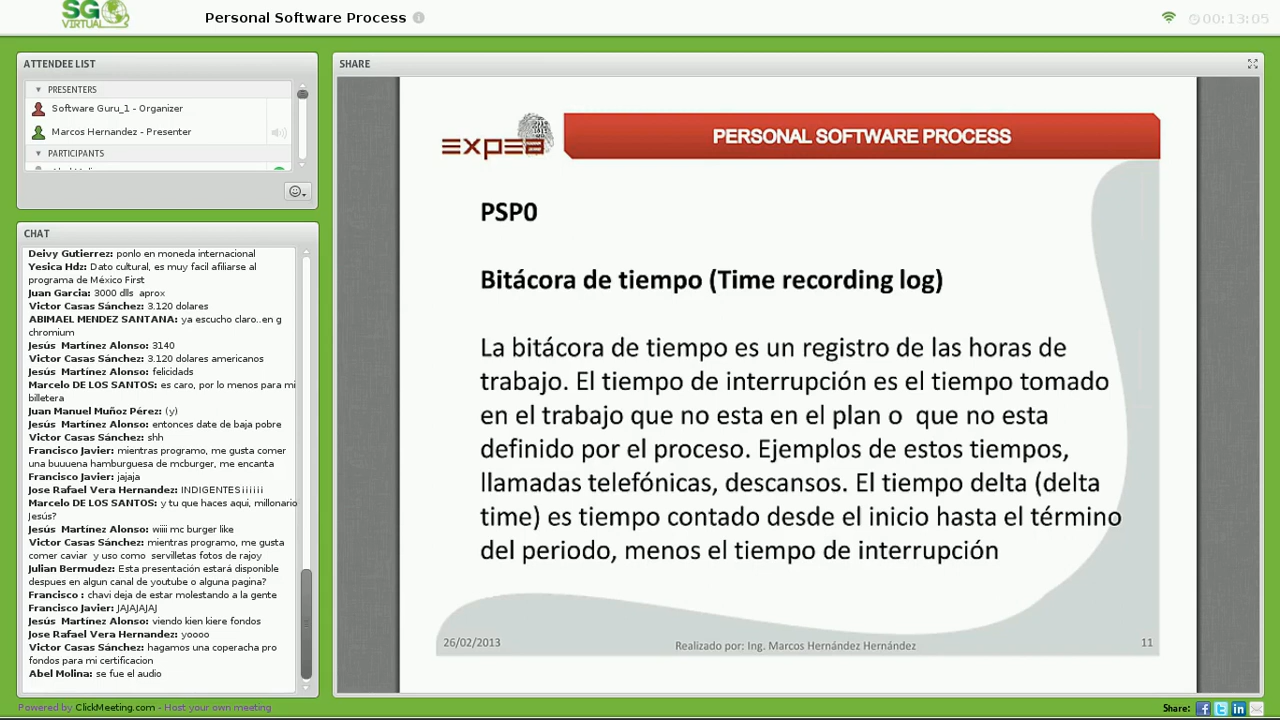 SG
VIRTUAL
Personal Software Process
00:13:05
ATTENDEE LIST
PRESENTERS
Software Guru_1 - Organizer
Marcos Hernandez - Presenter
PARTICIPANTS
CHAT
Deivy Gutierrez: ponlo en moneda internacional
Yesica Hdz: Dato cultural, es muy facil afiliarse al
programa de México First
Juan Garcia: 3000 dlls aprox
Victor Casas Sánchez: 3.120 dolares
ABIMAEL MENDEZ SANTANA: ya escucho claro..en g
chromium
Jesús Martínez Alonso: 3140
Victor Casas Sánchez: 3.120 dolares americanos
Jesús Martínez Alonso: felicidads
Marcelo DE LOS SANTOS: es caro, por lo menos para mi
billetera
Juan Manuel Muñoz Pérez: (y)
Jesús Martínez Alonso: entonces date de baja pobre
Victor Casas Sánchez: shh
Francisco Javier: mientras programo, me gusta comer
una buuuena hamburguesa de mcburger, me encanta
Francisco Javier: jajaja
Jose Rafael Vera Hernandez: INDIGENTES¡¡¡¡¡¡
Marcelo DE LOS SANTOS: y tu que haces aqui, millonario
Jesús?
Jesús Martínez Alonso: wiiii mc burger like
Victor Casas Sánchez: mientras programo, me gusta
comer caviar y uso como servilletas fotos de rajoy
Julian Bermudez: Esta presentación estará disponible
despues en algun canal de youtube o alguna pagina?
Francisco : chavi deja de estar molestando a la gente
Francisco Javier: JAJAJAJAJ
Jesús Martínez Alonso: viendo kien kiere fondos
Jose Rafael Vera Hernandez: yoooo
Victor Casas Sánchez: hagamos una coperacha pro
fondos para mi certificacion
Abel Molina: se fue el audio
SHARE
PERSONAL SOFTWARE PROCESS
PSP0
Bitácora de tiempo (Time recording log)
La bitácora de tiempo es un registro de las horas de
trabajo. El tiempo de interrupción es el tiempo tomado
en el trabajo que no esta en el plan o que no esta
definido por el proceso. Ejemplos de estos tiempos,
llamadas telefónicas, descansos. El tiempo delta (delta
time) es tiempo contado desde el inicio hasta el término
del periodo, menos el tiempo de interrupción
26/02/2013
Realizado por: Ing. Marcos Hernández Hernández
11
Powered by ClickMeeting.com - Host your own meeting
Share: